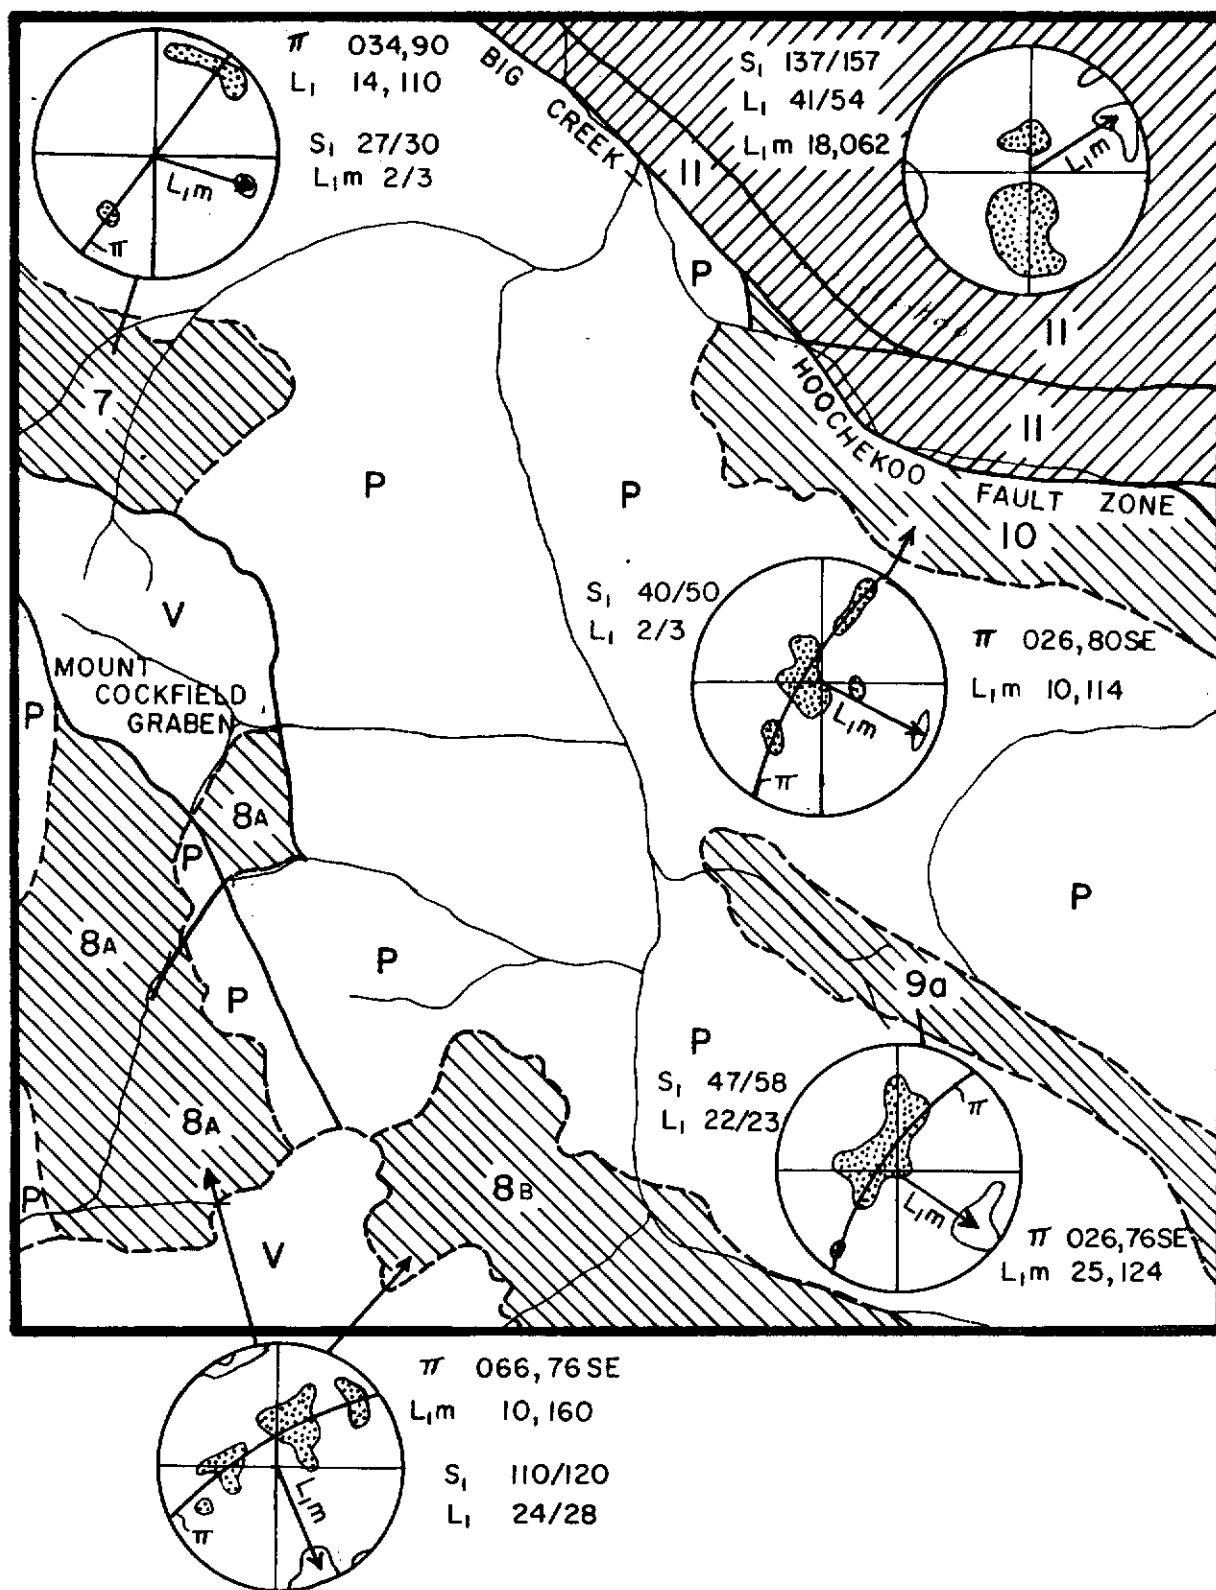 π 034,90
L₁ 14, 110
S₁ 27/30
L₁m 2/3
L₁m
π
BIG CREEK
S₁ 137/157
L₁ 41/54
L₁m 18,062
L₁m
11
P
11
11
7
HOOCHEKOO FAULT ZONE
P
P
10
V
S₁ 40/50
L₁ 2/3
π 026,80SE
L₁m 10,114
L₁m
π
MOUNT
COCKFIELD
GRABEN
P
8A
P
P
8A
P
9a
P
P
S₁ 47/58
L₁ 22/23
π
L₁m
π 026,76SE
L₁m 25,124
8A
8B
P
V
π 066,76SE
L₁m 10,160
S₁ 110/120
L₁ 24/28
L₁m
π